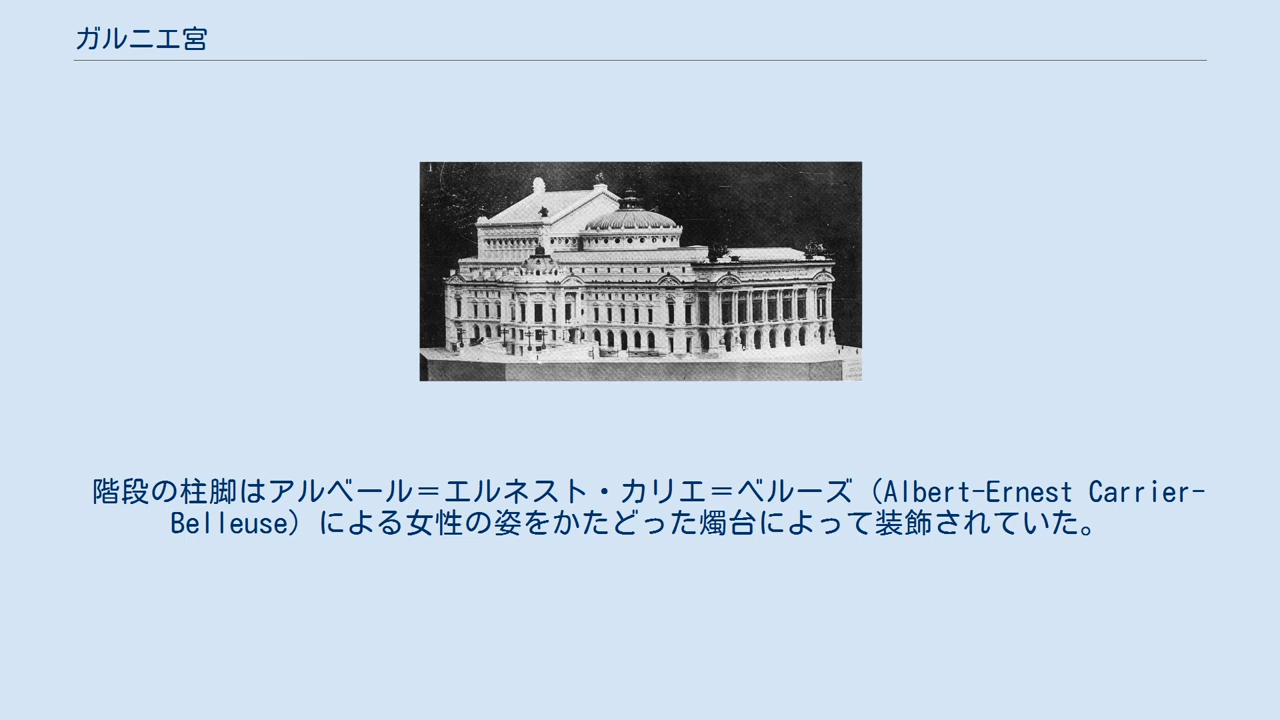 ガルニエ宮
階段の柱脚はアルベール＝エルネスト・カリエ＝ベルーズ（Albert-Ernest Carrier-
Belleuse）による女性の姿をかたどった燭台によって装飾されていた。